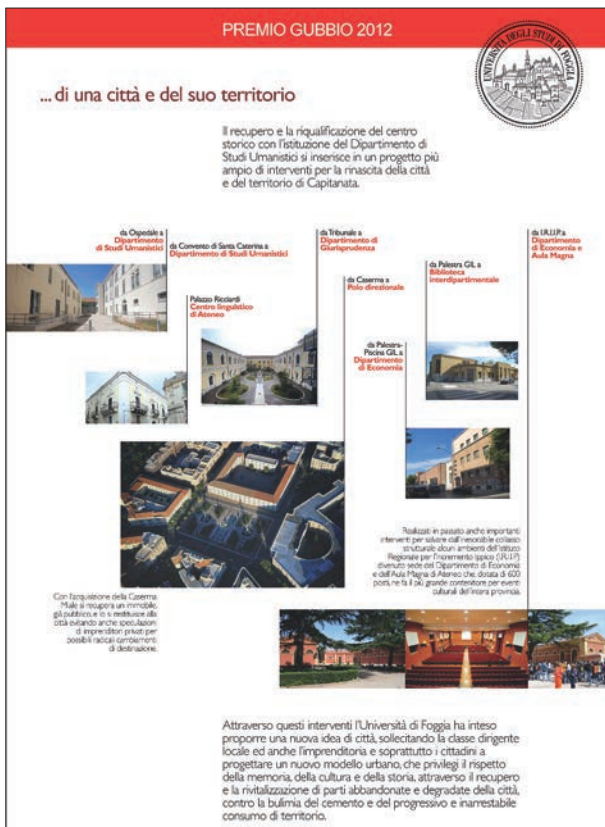 PREMIO GUBBIO 2012
UNIVERSITÀ DEGLI STUDI DI FOGGIA
... di una città e del suo territorio
Il recupero e la riqualificazione del centro
storico con l'istituzione del Dipartimento di
Studi Umanistici si inserisce in un progetto più
ampio di interventi per la rinascita della città
e del territorio di Capitanata.
da Ospedale a
Dipartimento
di Studi Umanistici
da Convento di Santa Caterina a
Dipartimento di Studi Umanistici
Palazzo Ricciardi
Centro linguistico
di Ateneo
da Tribunale a
Dipartimento di
Giurisprudenza
da Caserma a
Polo direzionale
da Palestra-
Piscina GIL a
Dipartimento
di Economia
da Palestra GIL a
Biblioteca
interdipartimentale
da I.R.I.I.P. a
Dipartimento
di Economia e
Aula Magna
Realizzati in passato anche importanti
interventi per salvare dall'inesorabile collasso
strutturale alcuni ambienti dell'Istituto
Regionale per l'Incremento Ippico (I.R.I.I.P.)
divenuto sede del Dipartimento di Economia
e dell'Aula Magna di Ateneo che, dotata di 600
posti, ne fa il più grande contenitore per eventi
culturali dell'intera provincia.
Con l'acquisizione della Caserma
Miale si recupera un immobile,
già pubblico, e lo si restituisce alla
città evitando anche speculazioni
di imprenditori privati per
possibili radicali cambiamenti
di destinazione.
Attraverso questi interventi l'Università di Foggia ha inteso
proporre una nuova idea di città, sollecitando la classe dirigente
locale ed anche l'imprenditoria e soprattutto i cittadini a
progettare un nuovo modello urbano, che privilegi il rispetto
della memoria, della cultura e della storia, attraverso il recupero
e la rivitalizzazione di parti abbandonate e degradate della città,
contro la bulimia del cemento e del progressivo e inarrestabile
consumo di territorio.